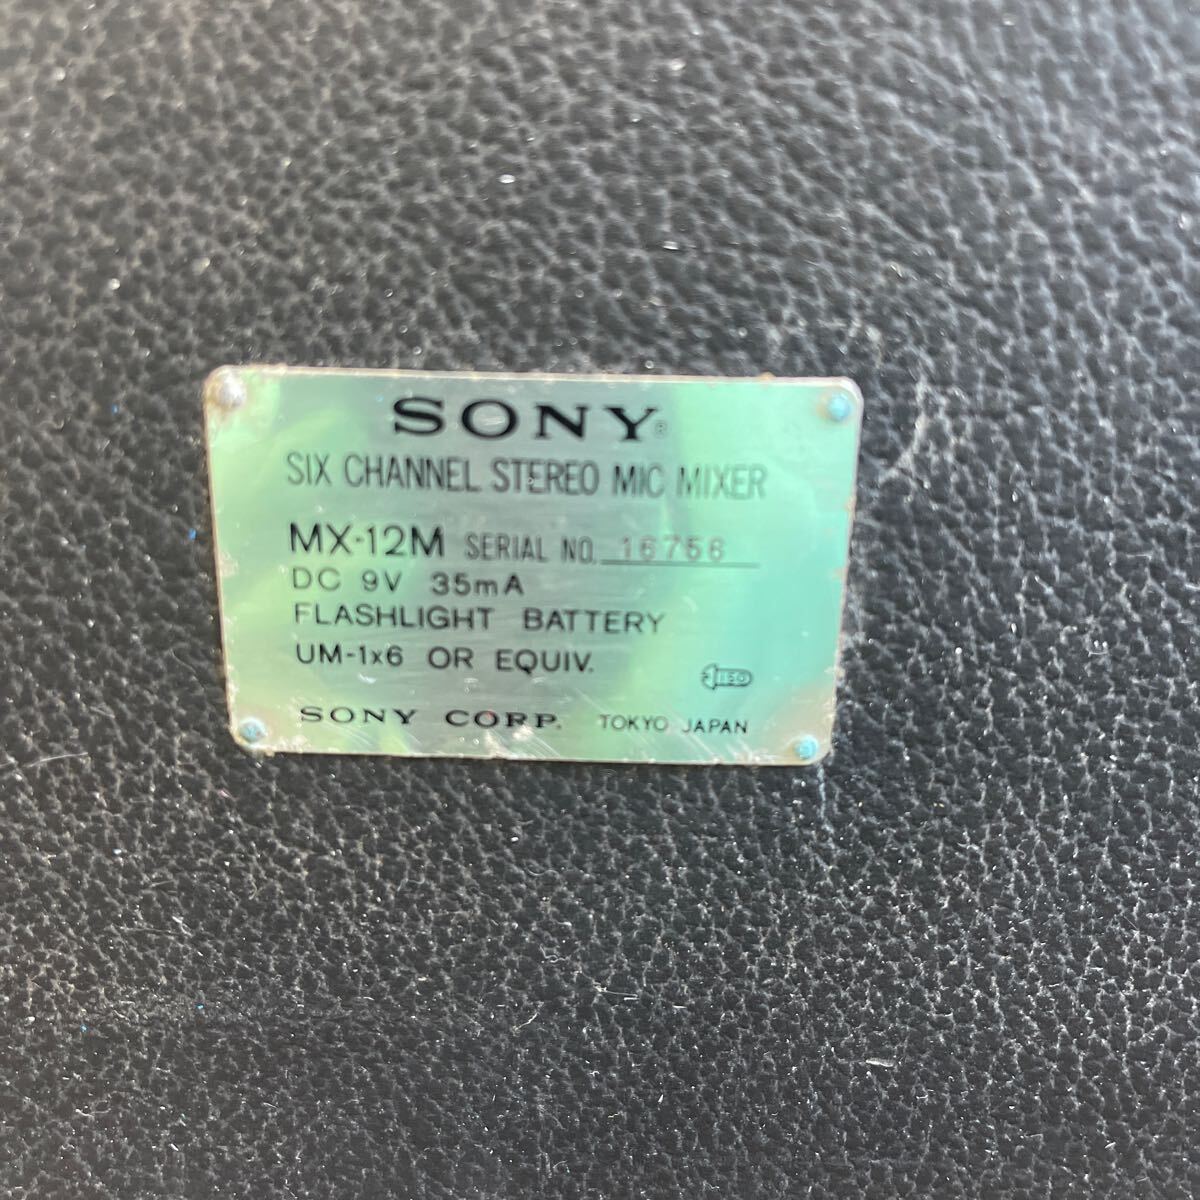 SONY®
SIX CHANNEL STEREO MIC MIXER
MX-12M SERIAL NO. 16756
DC 9V 35mA
FLASHLIGHT BATTERY
UM-1x6 OR EQUIV.
SONY CORP. TOKYO JAPAN